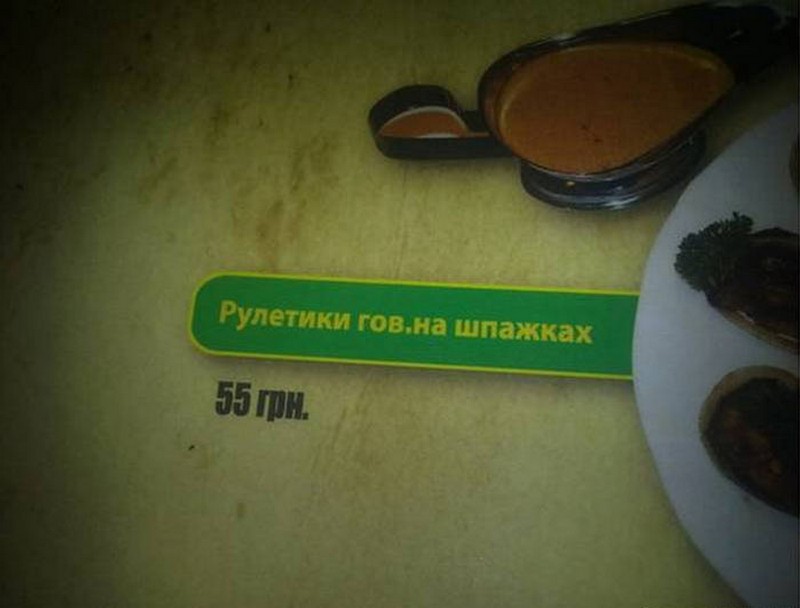 Рулетики гов.на шпажках
55 грн.